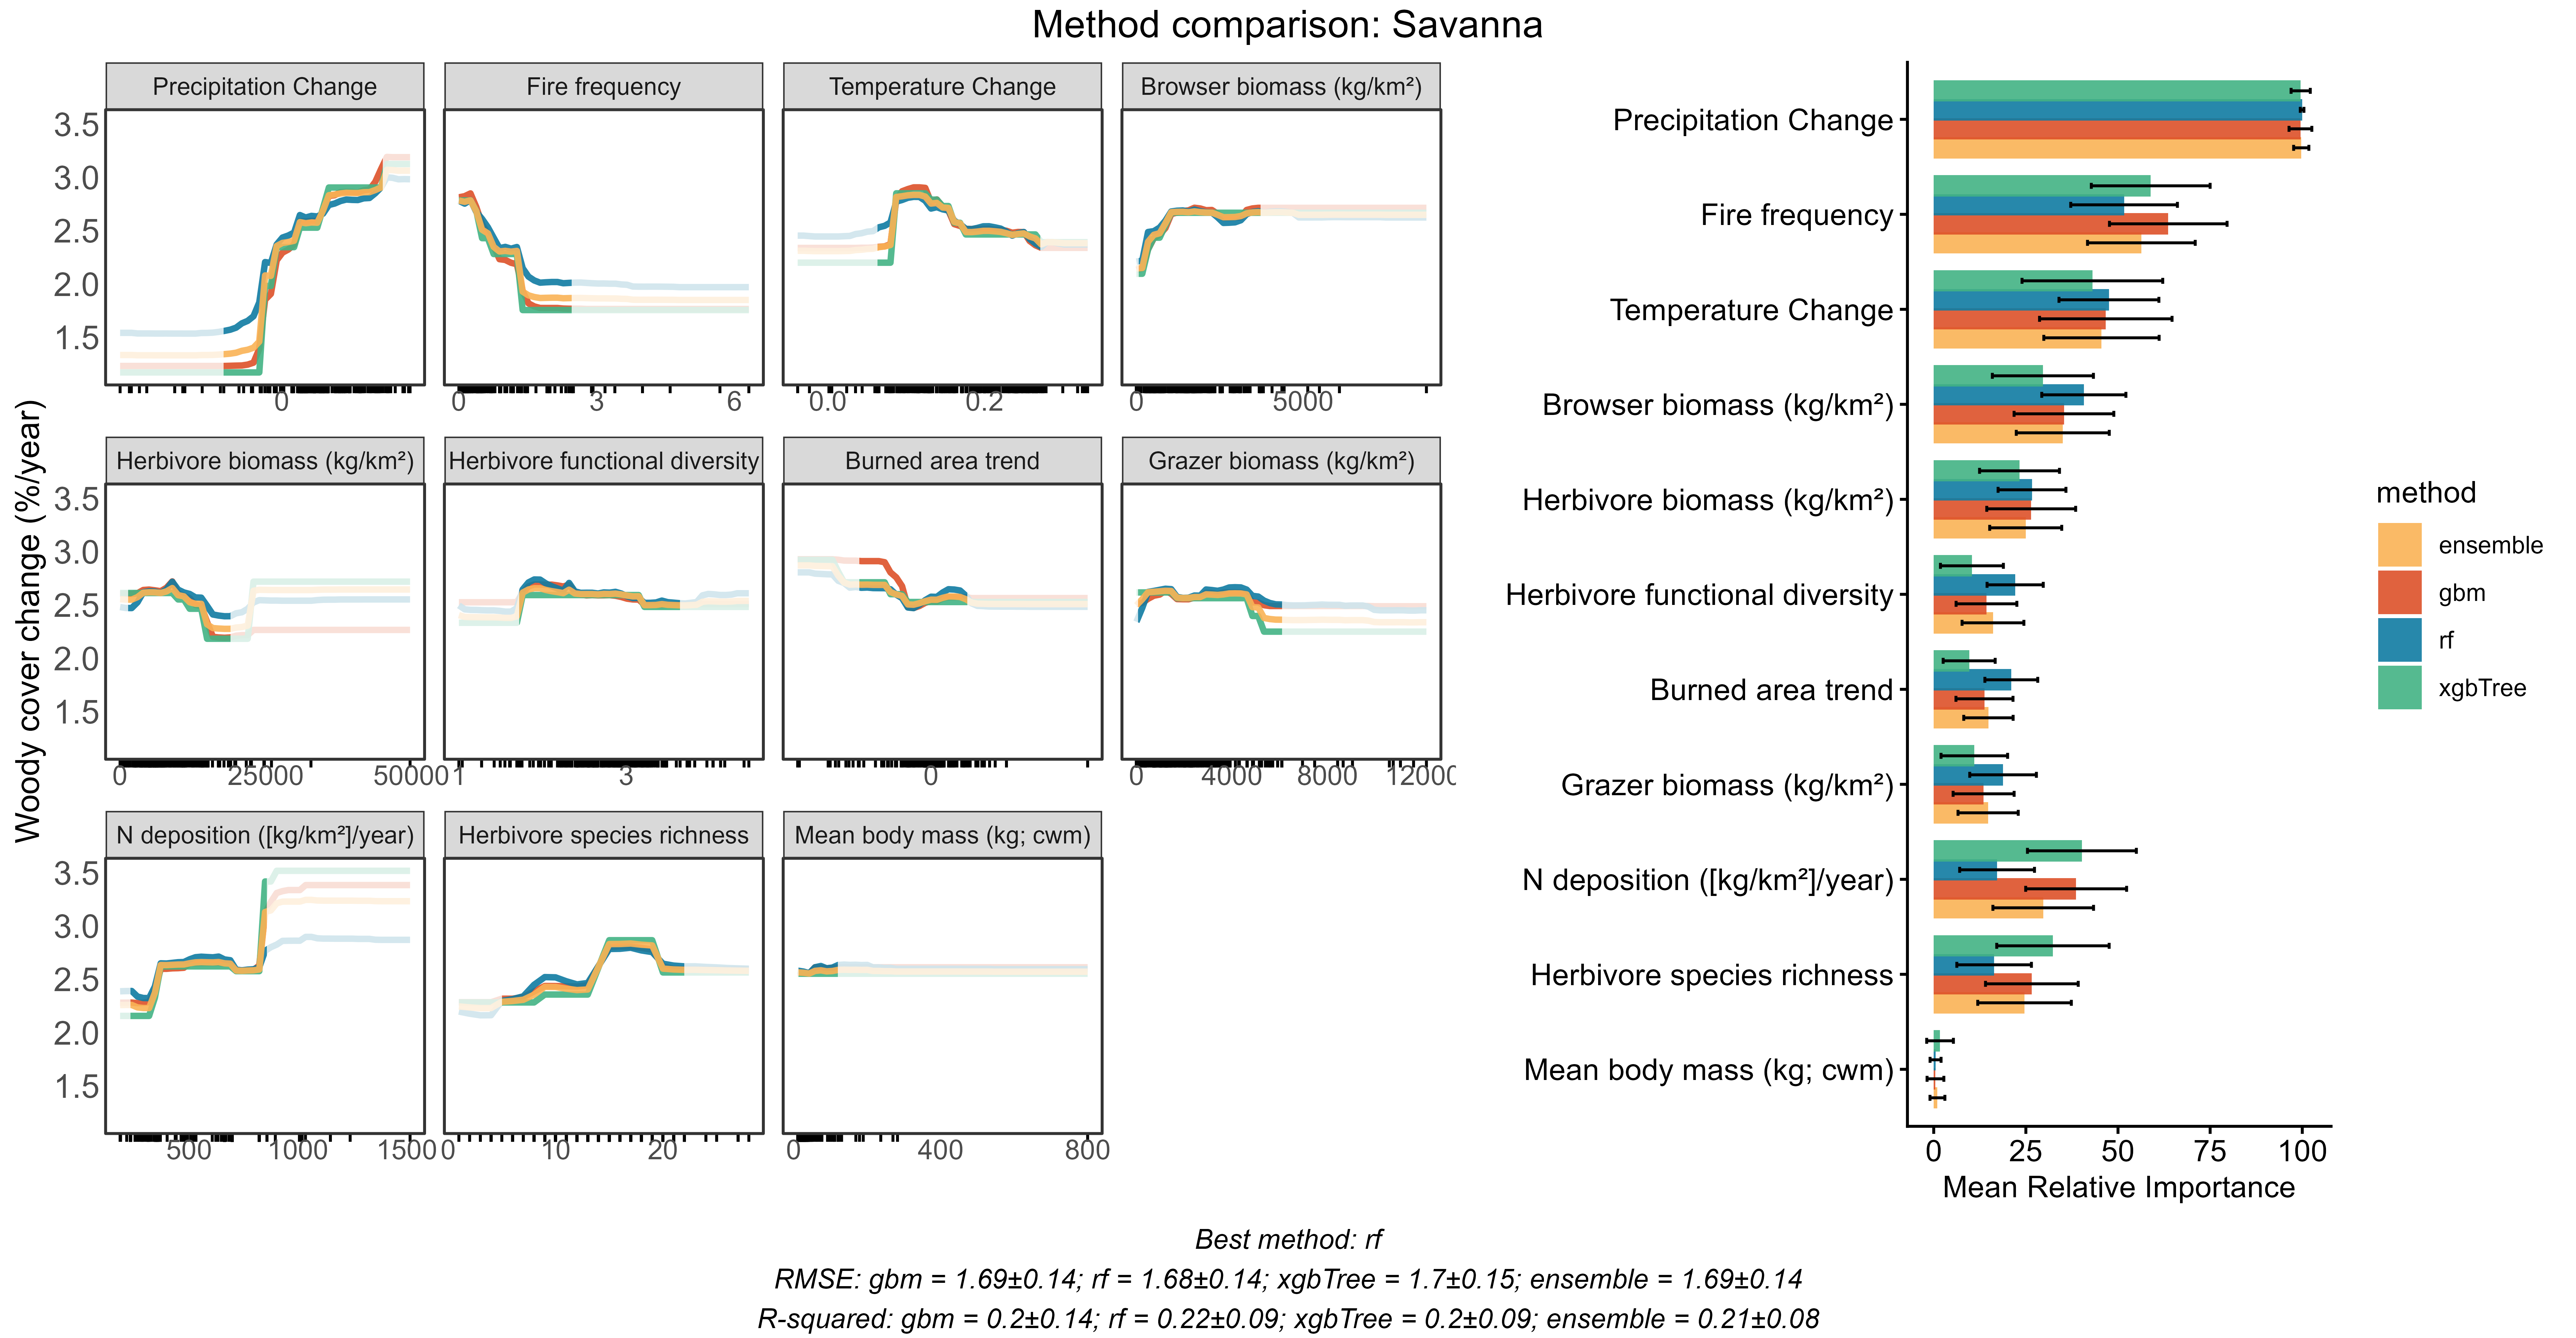 Method comparison: Savanna
Woody cover change (%/year)
Precipitation Change
Fire frequency
Temperature Change
Browser biomass (kg/km²)
3.5
3.0
2.5
2.0
1.5
0
0 3 6
0.0 0.2
0 5000
Herbivore biomass (kg/km²)
Herbivore functional diversity
Burned area trend
Grazer biomass (kg/km²)
3.5
3.0
2.5
2.0
1.5
0 25000 50000
1 3
0
0 4000 8000 12000
N deposition ([kg/km²]/year)
Herbivore species richness
Mean body mass (kg; cwm)
3.5
3.0
2.5
2.0
1.5
500 1000 1500
0 10 20
0 400 800
Precipitation Change
Fire frequency
Temperature Change
Browser biomass (kg/km²)
Herbivore biomass (kg/km²)
Herbivore functional diversity
Burned area trend
Grazer biomass (kg/km²)
N deposition ([kg/km²]/year)
Herbivore species richness
Mean body mass (kg; cwm)
0 25 50 75 100
Mean Relative Importance
method
ensemble
gbm
rf
xgbTree
Best method: rf
RMSE: gbm = 1.69±0.14; rf = 1.68±0.14; xgbTree = 1.7±0.15; ensemble = 1.69±0.14
R-squared: gbm = 0.2±0.14; rf = 0.22±0.09; xgbTree = 0.2±0.09; ensemble = 0.21±0.08